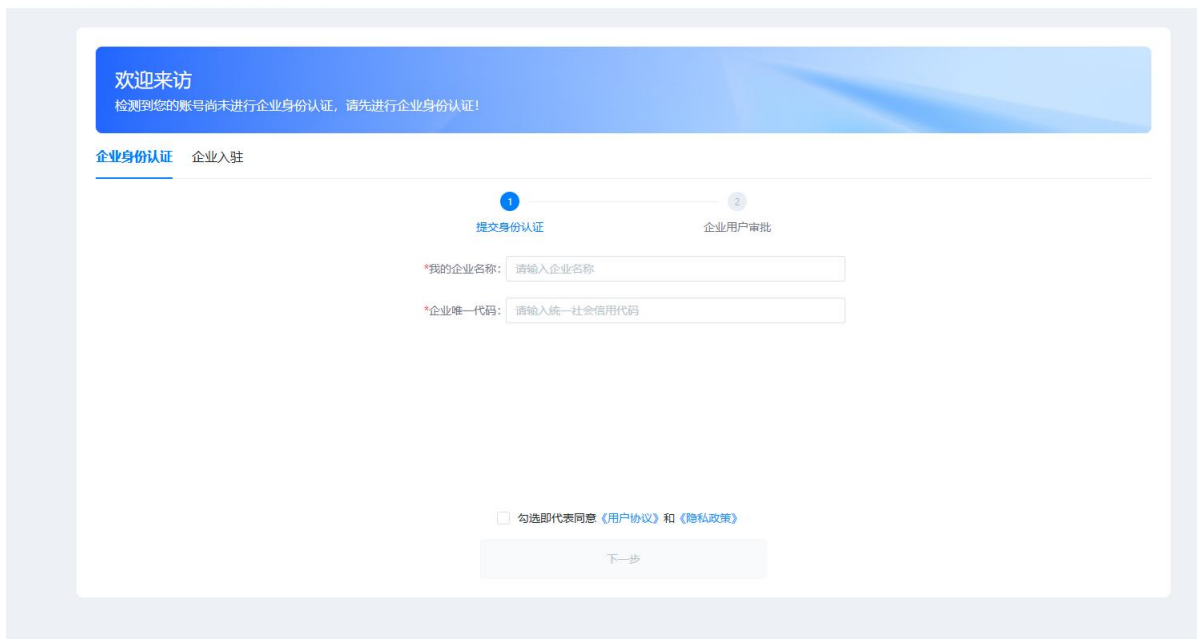 欢迎来访
检测到您的账号尚未进行企业身份认证，请先进行企业身份认证！
企业身份认证 企业入驻
1 2
提交身份认证 企业用户审批
*我的企业名称： 请输入企业名称
*企业唯一代码： 请输入统一社会信用代码
勾选即代表同意《用户协议》和《隐私政策》
下一步